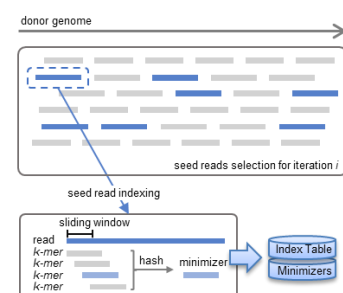 donor genome
seed reads selection for iteration i
seed read indexing
sliding window
read
k-mer
k-mer
k-mer
k-mer
hash
minimizer
Index Table
Minimizers